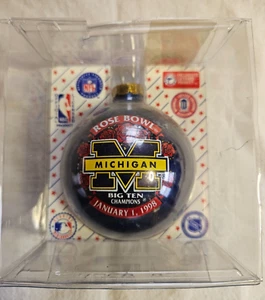 ROSE BOWL
M
MICHIGAN
BIG TEN
CHAMPIONS
JANUARY 1, 1998